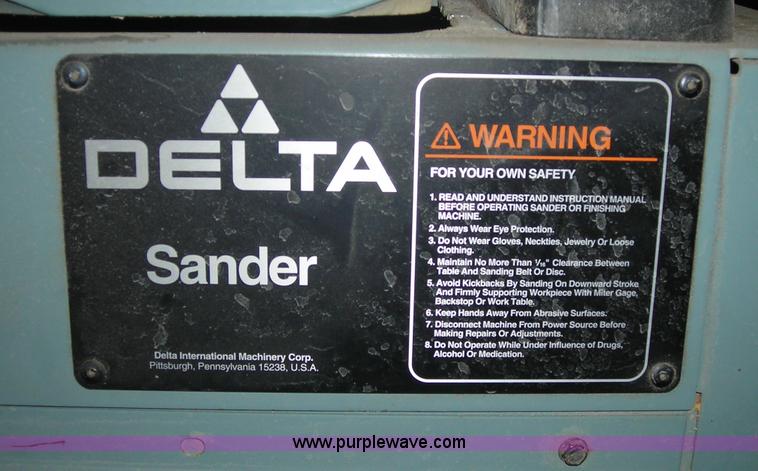 DELTA
Sander
Delta International Machinery Corp.
Pittsburgh, Pennsylvania 15238, U.S.A.
WARNING
FOR YOUR OWN SAFETY
1. READ AND UNDERSTAND INSTRUCTION MANUAL
BEFORE OPERATING SANDER OR FINISHING
MACHINE.
2. Always Wear Eye Protection.
3. Do Not Wear Gloves, Neckties, Jewelry Or Loose
Clothing.
4. Maintain No More Than 1/16" Clearance Between
Table And Sanding Belt Or Disc.
5. Avoid Kickbacks By Sanding On Downward Stroke
And Firmly Supporting Workpiece With Miter Gage,
Backstop Or Work Table.
6. Keep Hands Away From Abrasive Surfaces.
7. Disconnect Machine From Power Source Before
Making Repairs Or Adjustments.
8. Do Not Operate While Under Influence of Drugs,
Alcohol Or Medication.
www.purplewave.com